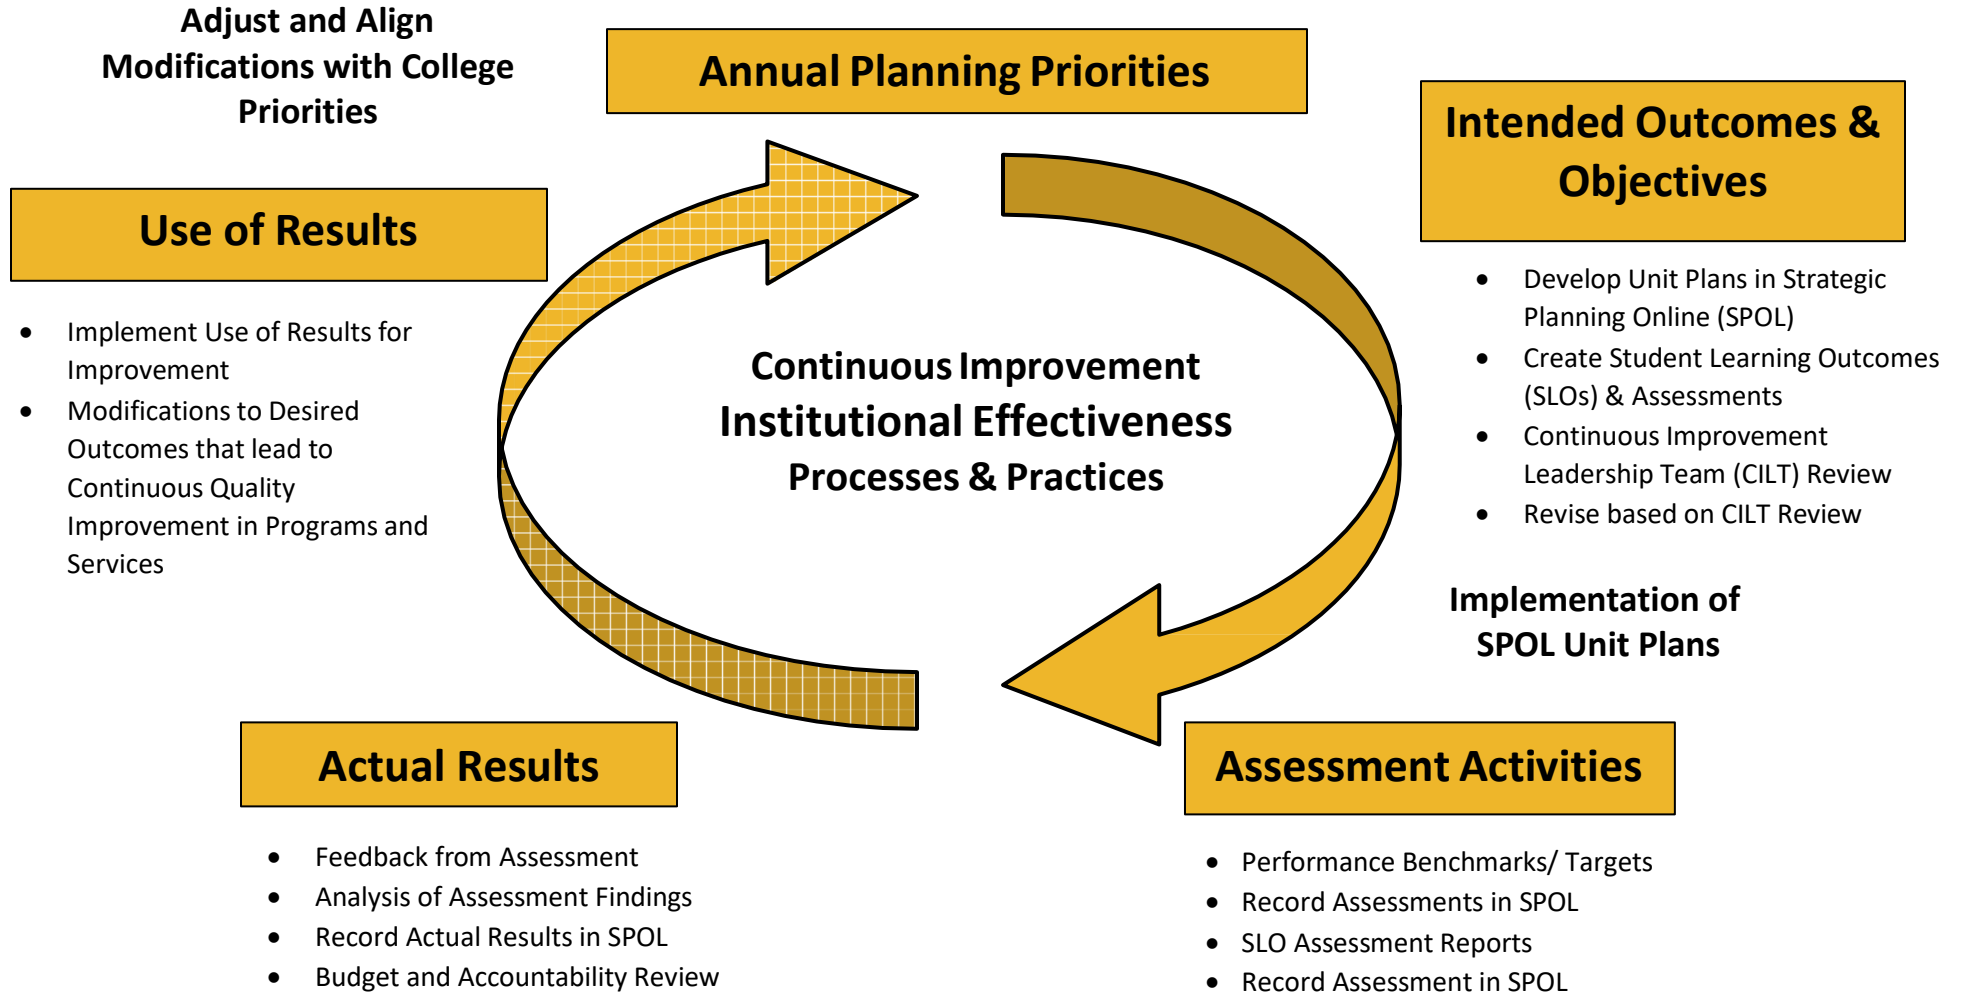 Adjust and Align
Modifications with College
Priorities
Annual Planning Priorities
Intended Outcomes &
Objectives
• Develop Unit Plans in Strategic
Planning Online (SPOL)
• Create Student Learning Outcomes
(SLOs) & Assessments
• Continuous Improvement
Leadership Team (CILT) Review
• Revise based on CILT Review
Implementation of
SPOL Unit Plans
Use of Results
• Implement Use of Results for
Improvement
• Modifications to Desired
Outcomes that lead to
Continuous Quality
Improvement in Programs and
Services
Continuous Improvement
Institutional Effectiveness
Processes & Practices
Actual Results
• Feedback from Assessment
• Analysis of Assessment Findings
• Record Actual Results in SPOL
• Budget and Accountability Review
Assessment Activities
• Performance Benchmarks/ Targets
• Record Assessments in SPOL
• SLO Assessment Reports
• Record Assessment in SPOL